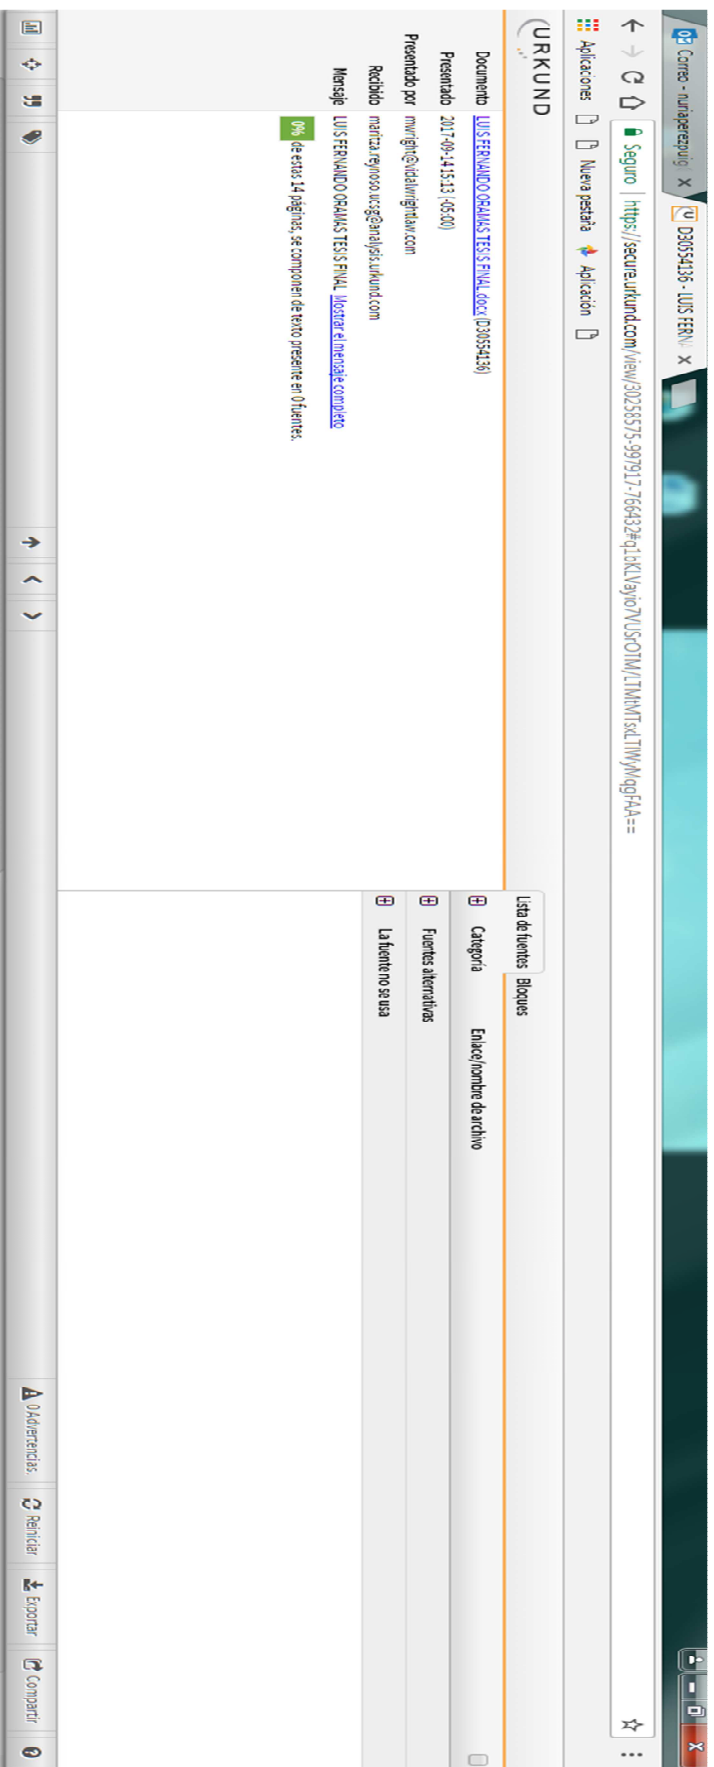 Correo - nuriaperezpuig
D30554136 - LUIS FERN
Seguro | https://secure.urkund.com/view/30258575-997917-766432#q1bKLVayio7VUSrOTM/LTMtMTsxLTlWyMqgFAA==
Aplicaciones Nueva pestaña Aplicación
URKUND
Documento LUIS FERNANDO ORAMAS TESIS FINAL.docx (D30554136)
Presentado 2017-09-14 15:13 (-05:00)
Presentado por mwright@vidalwrightlaw.com
Recibido maritza.reynoso.ucsg@analysis.urkund.com
Mensaje LUIS FERNANDO ORAMAS TESIS FINAL Mostrar el mensaje completo
0% de estas 14 páginas, se componen de texto presente en 0 fuentes.
Lista de fuentes Bloques
Categoría Enlace/nombre de archivo
Fuentes alternativas
La fuente no se usa
0 Advertencias. Reiniciar Exportar Compartir